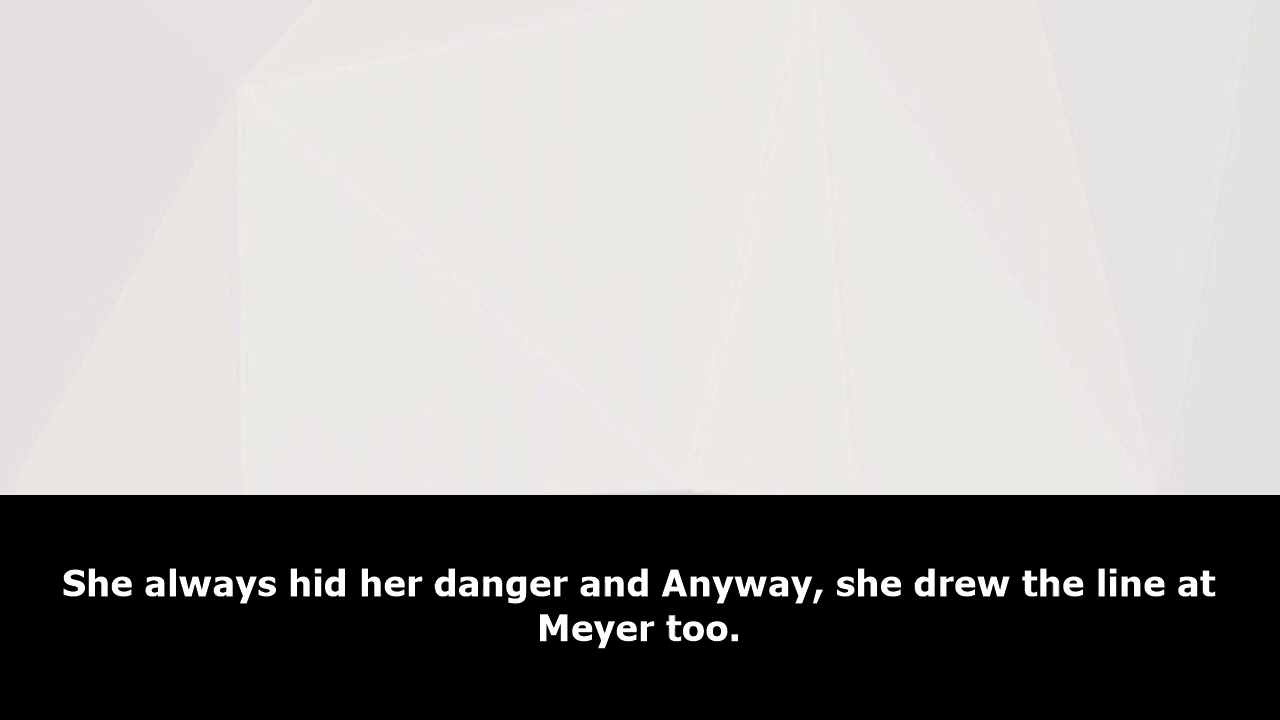 She always hid her danger and Anyway, she drew the line at
Meyer too.